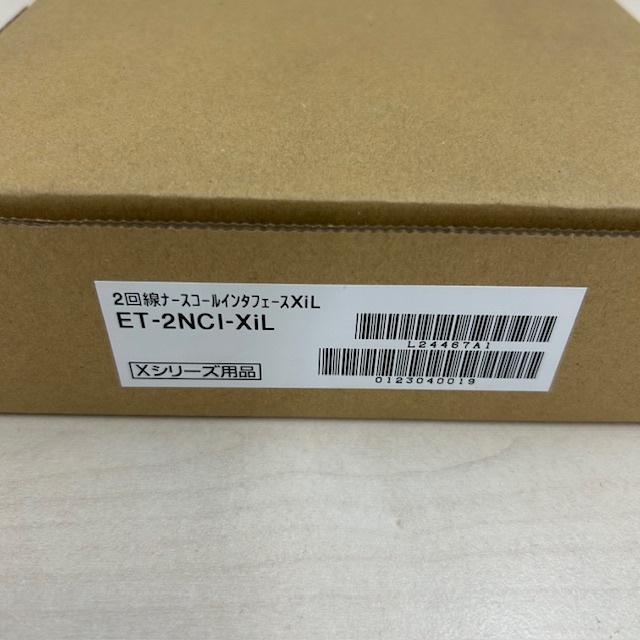 2回線ナースコールインタフェースXiL
ET-2NCI-XiL
L24467A1
Xシリーズ用品
0123040019